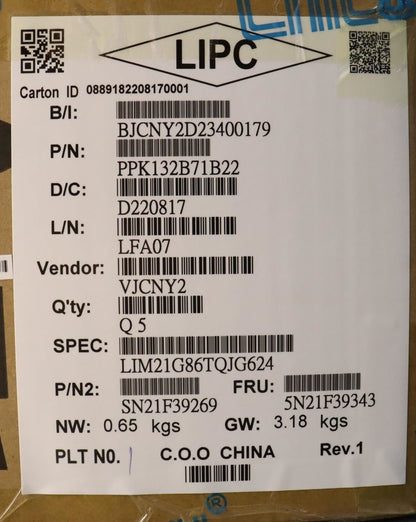 LIPC
Carton ID 0889182208170001
B/I:
BJCNY2D23400179
P/N:
PPK132B71B22
D/C:
D220817
L/N:
LFA07
Vendor:
VJCNY2
Q'ty:
Q 5
SPEC:
LIM21G86TQJG624
P/N2: FRU:
SN21F39269 5N21F39343
NW: 0.65 kgs GW: 3.18 kgs
PLT NO. C.O.O CHINA Rev.1